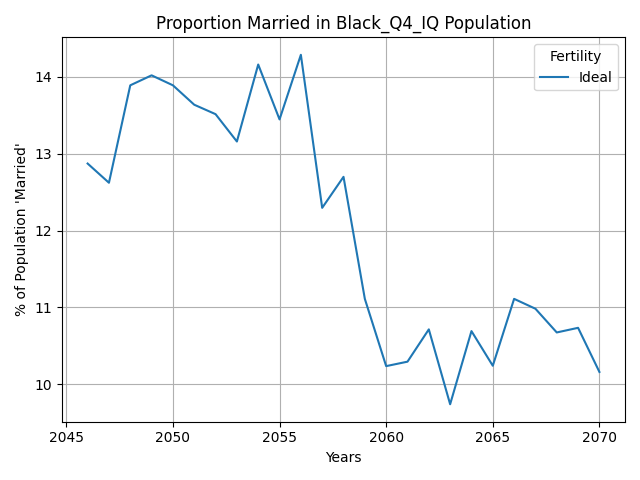 Proportion Married in Black_Q4_IQ Population
Fertility
Ideal
% of Population 'Married'
14
13
12
11
10
2045 2050 2055 2060 2065 2070
Years